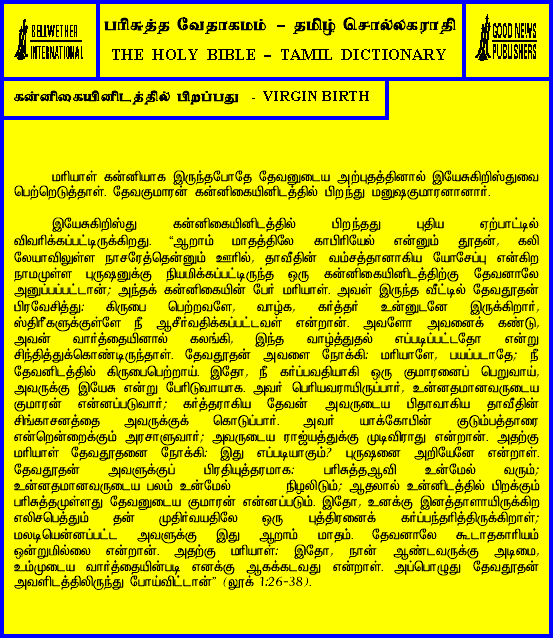 BELLWETHER
INTERNATIONAL
பரிசுத்த வேதாகமம் – தமிழ் சொல்லகராதி
THE HOLY BIBLE – TAMIL DICTIONARY
GOOD NEWS
PUBLISHERS
கன்னிகையினிடத்தில் பிறப்பது - VIRGIN BIRTH
மரியாள் கன்னியாக இருந்தபோதே தேவனுடைய அற்புதத்தினால் இயேசுகிறிஸ்துவை
பெற்றெடுத்தாள். தேவகுமாரன் கன்னிகையினிடத்தில் பிறந்து மனுஷகுமாரனானார்.
இயேசுகிறிஸ்து கன்னிகையினிடத்தில் பிறந்தது புதிய ஏற்பாட்டில்
விவரிக்கப்பட்டிருக்கிறது. “ஆறாம் மாதத்திலே காபிரியேல் என்னும் தூதன், கலி
லேயாவிலுள்ள நாசரேத்தென்னும் ஊரில், தாவீதின் வம்சத்தானாகிய யோசேப்பு என்கிற
நாமமுள்ள புருஷனுக்கு நியமிக்கப்பட்டிருந்த ஒரு கன்னிகையினிடத்திற்கு தேவனாலே
அனுப்பப்பட்டான்; அந்தக் கன்னிகையின் பேர் மரியாள். அவள் இருந்த வீட்டில் தேவதூதன்
பிரவேசித்து: கிருபை பெற்றவளே, வாழ்க, கர்த்தர் உன்னுடனே இருக்கிறார்,
ஸ்திரீகளுக்குள்ளே நீ ஆசீர்வதிக்கப்பட்டவள் என்றான். அவளோ அவனைக் கண்டு,
அவன் வார்த்தையினால் கலங்கி, இந்த வாழ்த்துதல் எப்படிப்பட்டதோ என்று
சிந்தித்துக்கொண்டிருந்தாள். தேவதூதன் அவளை நோக்கி: மரியாளே, பயப்படாதே; நீ
தேவனிடத்தில் கிருபைபெற்றாய். இதோ, நீ கர்ப்பவதியாகி ஒரு குமாரனைப் பெறுவாய்,
அவருக்கு இயேசு என்று பேரிடுவாயாக. அவர் பெரியவராயிருப்பார், உன்னதமானவருடைய
குமாரன் என்னப்படுவார்; கர்த்தராகிய தேவன் அவருடைய பிதாவாகிய தாவீதின்
சிங்காசனத்தை அவருக்குக் கொடுப்பார். அவர் யாக்கோபின் குடும்பத்தாரை
என்றென்றைக்கும் அரசாளுவார்; அவருடைய ராஜ்யத்துக்கு முடிவிராது என்றான். அதற்கு
மரியாள் தேவதூதனை நோக்கி: இது எப்படியாகும்? புருஷனை அறியேனே என்றாள்.
தேவதூதன் அவளுக்குப் பிரதியுத்தரமாக: பரிசுத்தஆவி உன்மேல் வரும்;
உன்னதமானவருடைய பலம் உன்மேல் நிழலிடும்; ஆதலால் உன்னிடத்தில் பிறக்கும்
பரிசுத்தமுள்ளது தேவனுடைய குமாரன் என்னப்படும். இதோ, உனக்கு இனத்தாளாயிருக்கிற
எலிசபெத்தும் தன் முதிர்வயதிலே ஒரு புத்திரனைக் கர்ப்பந்தரித்திருக்கிறாள்;
மலடியென்னப்பட்ட அவளுக்கு இது ஆறாம் மாதம். தேவனாலே கூடாதகாரியம்
ஒன்றுமில்லை என்றான். அதற்கு மரியாள்: இதோ, நான் ஆண்டவருக்கு அடிமை,
உம்முடைய வார்த்தையின்படி எனக்கு ஆகக்கடவது என்றாள். அப்பொழுது தேவதூதன்
அவளிடத்திலிருந்து போய்விட்டான்” (லூக் 1:26-38).